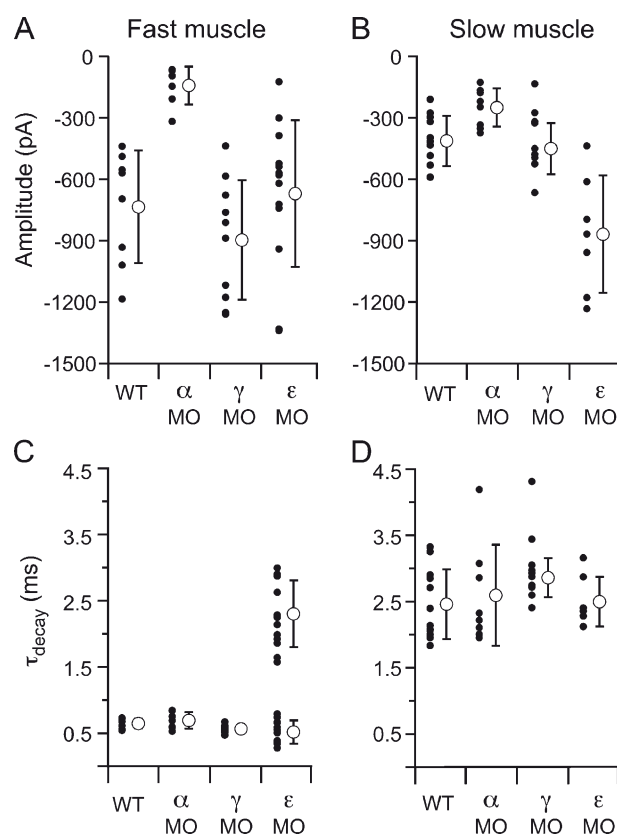 A Fast muscle
B Slow muscle
Amplitude (pA)
0
-300
-600
-900
-1200
-1500
WT
α MO
γ MO
ε MO
0
-300
-600
-900
-1200
-1500
WT
α MO
γ MO
ε MO
C
τdecay (ms)
4.5
3.5
2.5
1.5
0.5
WT
α MO
γ MO
ε MO
D
4.5
3.5
2.5
1.5
0.5
WT
α MO
γ MO
ε MO